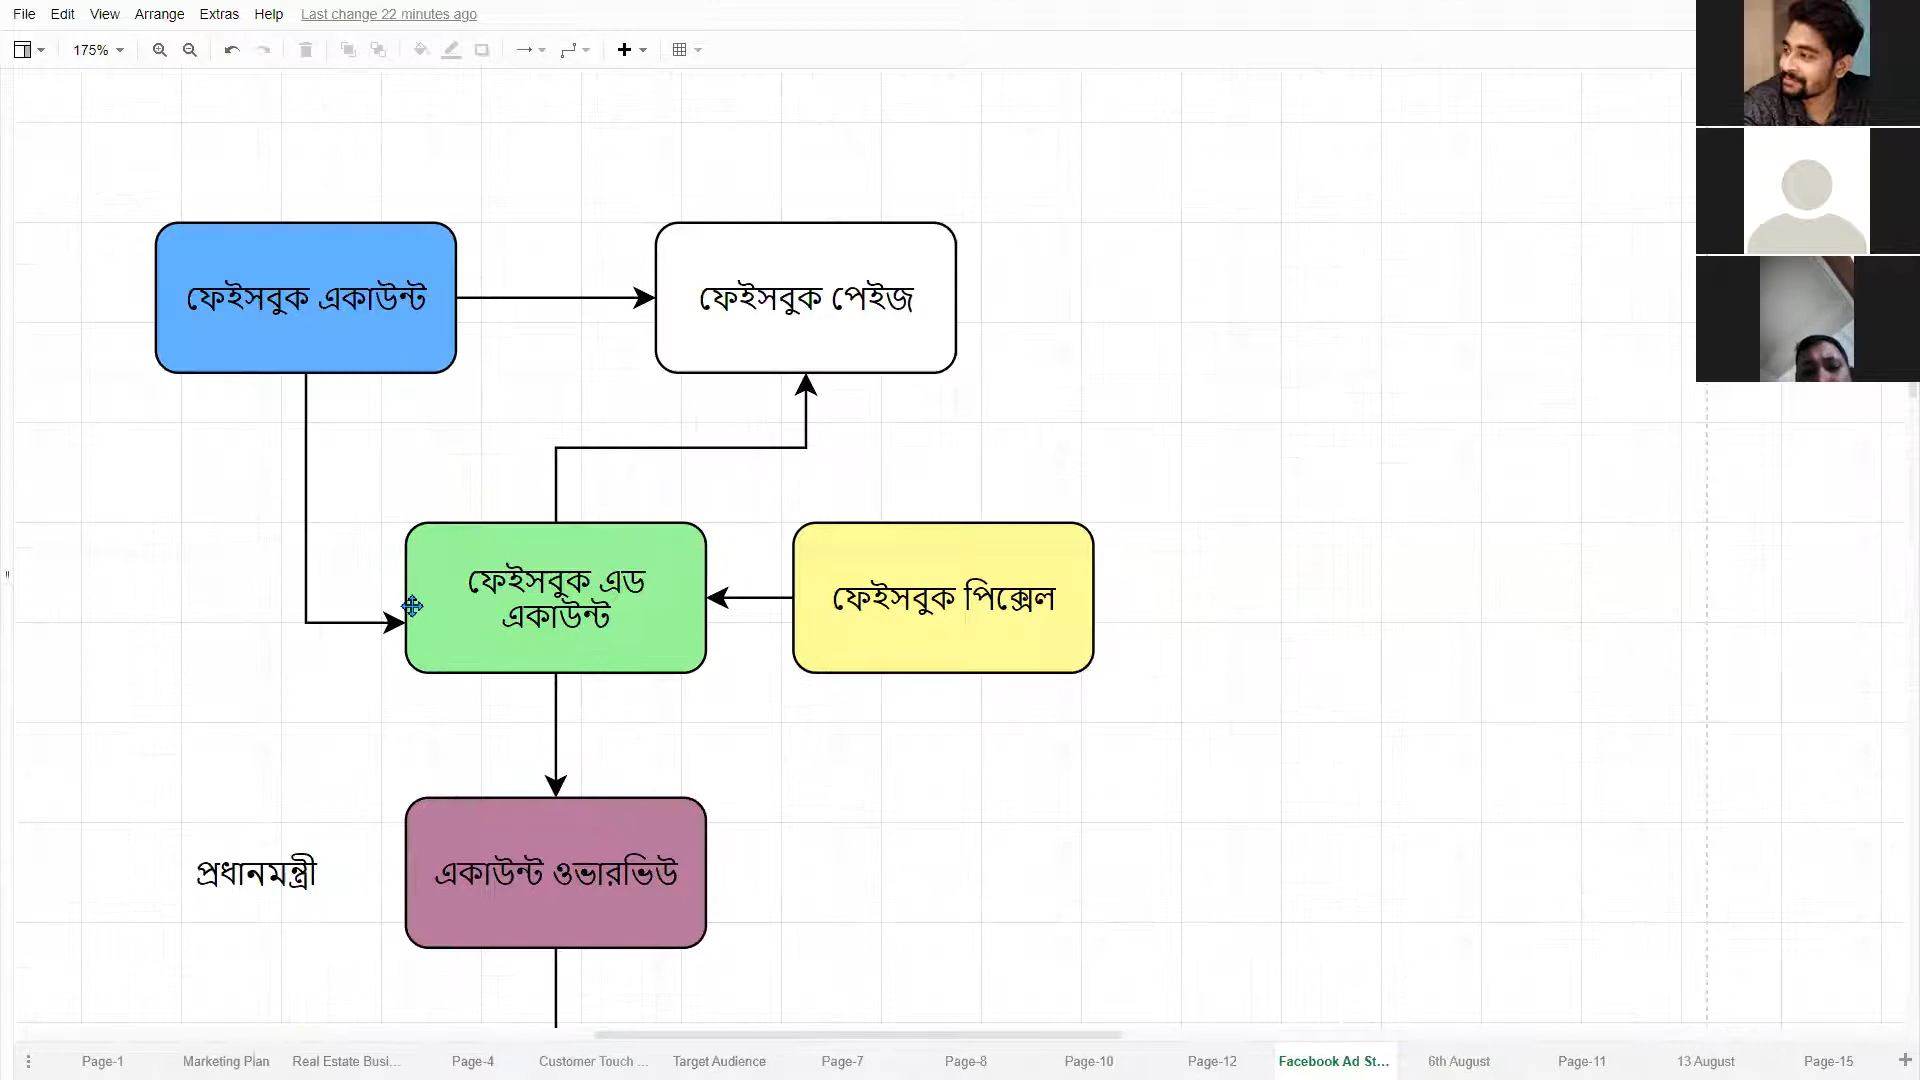 File Edit View Arrange Extras Help Last change 22 minutes ago
175%
ফেইসবুক একাউন্ট
ফেইসবুক পেইজ
ফেইসবুক এড
একাউন্ট
ফেইসবুক পিক্সেল
প্রধানমন্ত্রী
একাউন্ট ওভারভিউ
Page-1 Marketing Plan Real Estate Busi... Page-4 Customer Touch ... Target Audience Page-7 Page-8 Page-10 Page-12 Facebook Ad St... 6th August Page-11 13 August Page-15